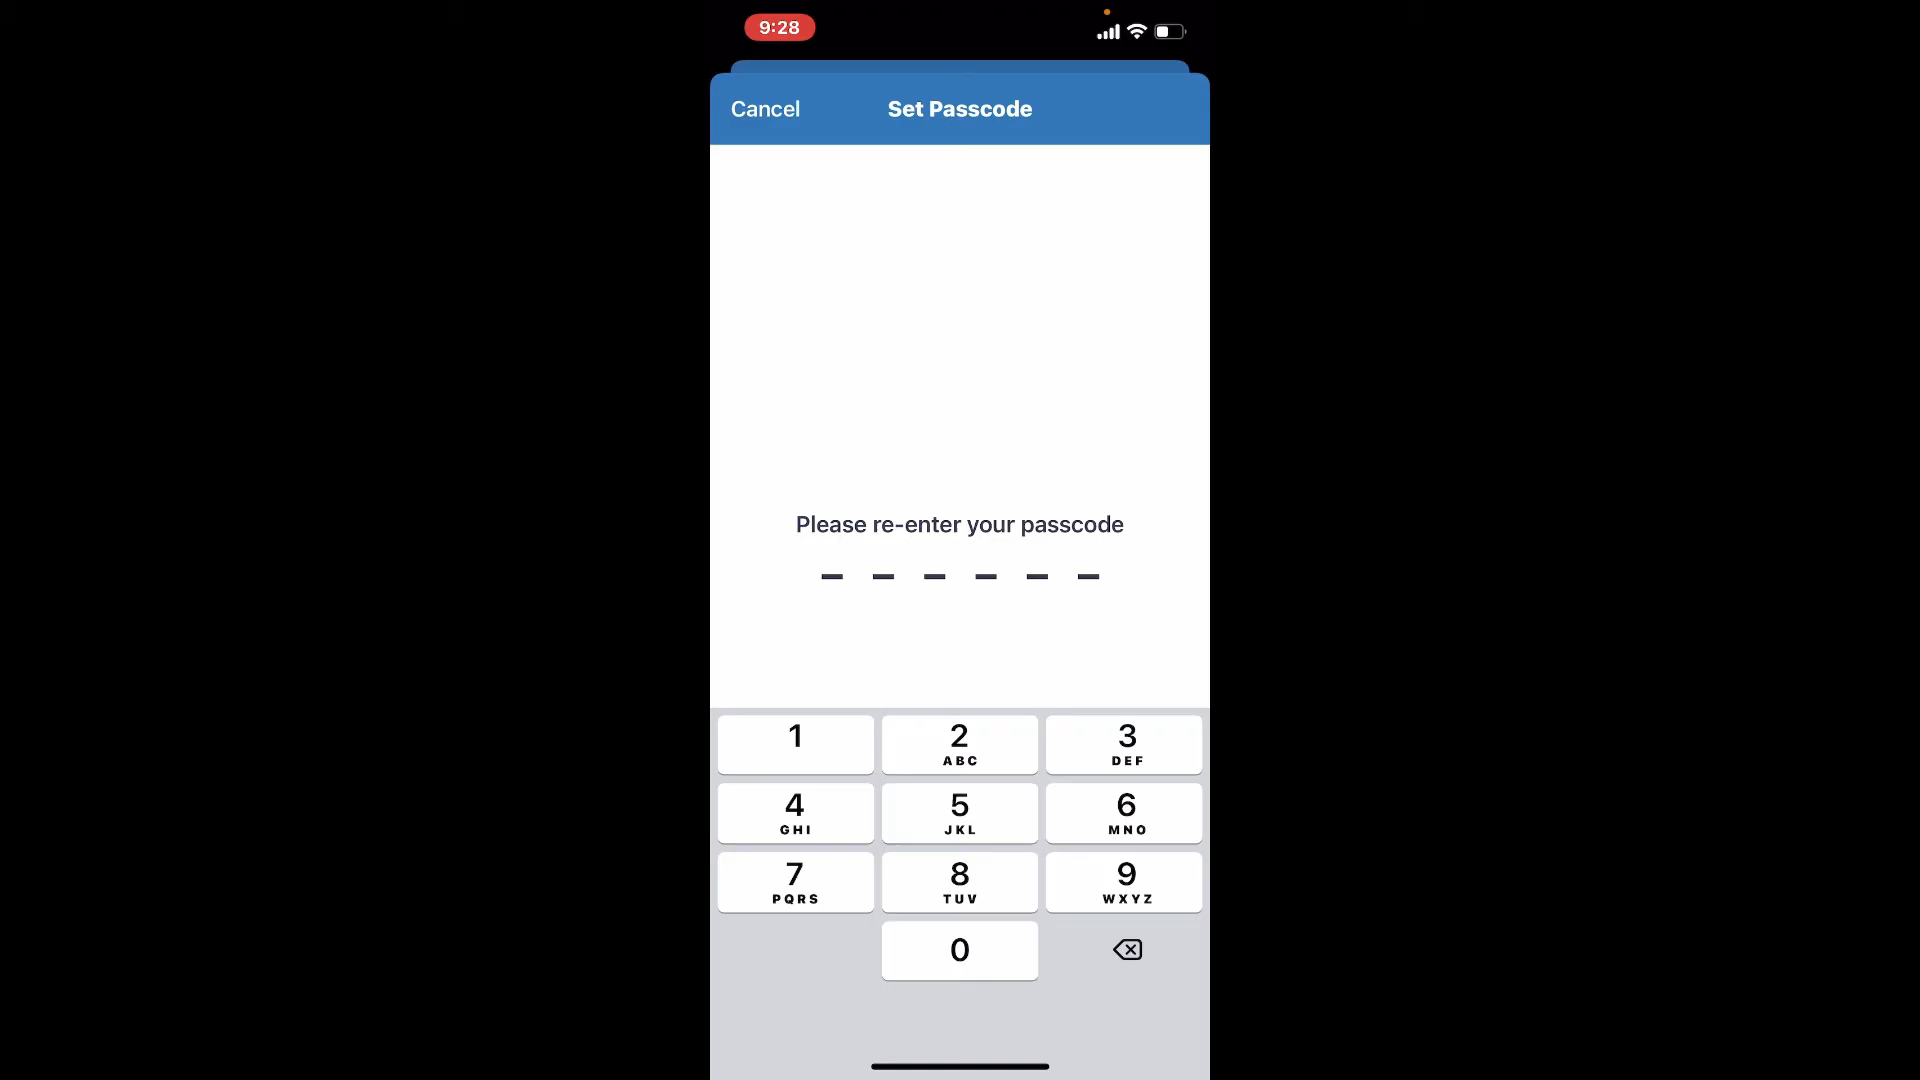 9:28
Cancel
Set Passcode
Please re-enter your passcode
1
2
3
ABC
DEF
4
5
6
GHI
JKL
MNO
7
8
9
PQRS
TUV
WXYZ
0